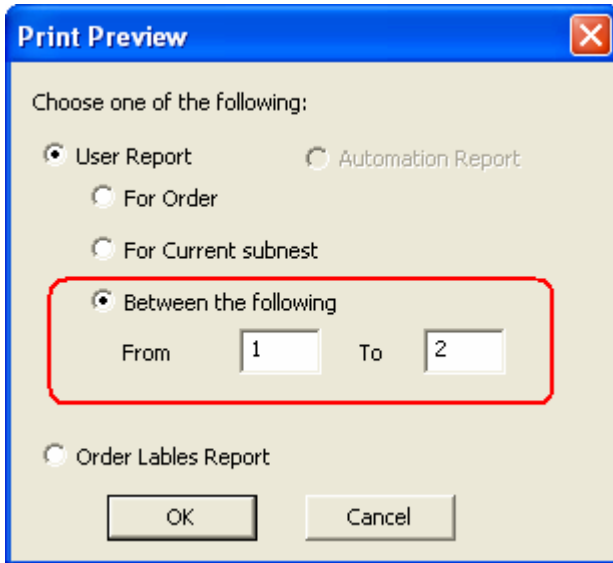 Print Preview
Choose one of the following:
User Report Automation Report
For Order
For Current subnest
Between the following
From 1 To 2
Order Lables Report
OK Cancel